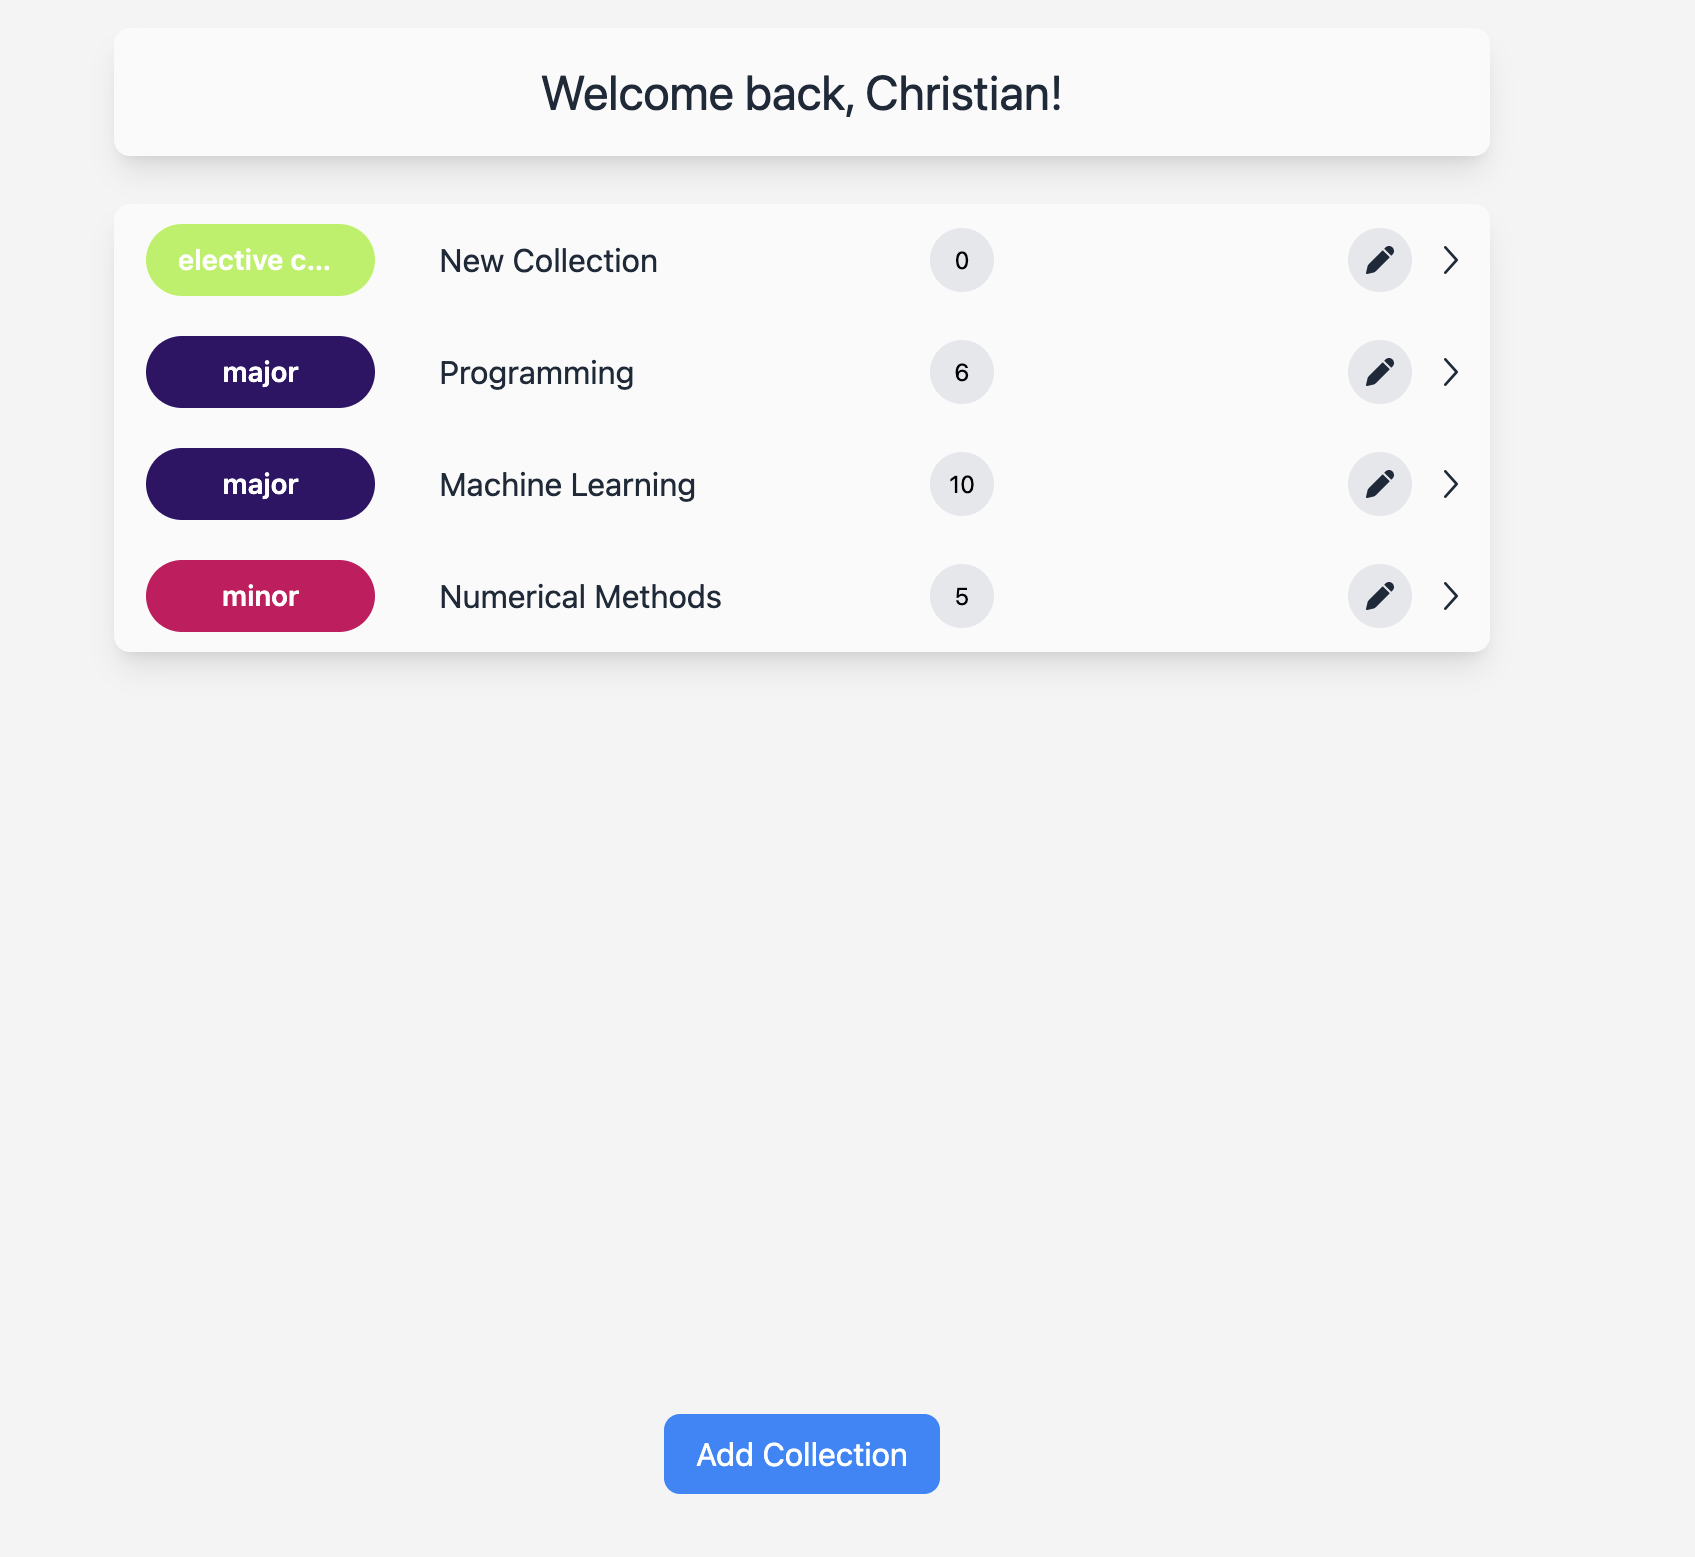 Welcome back, Christian!
elective c... New Collection 0
major Programming 6
major Machine Learning 10
minor Numerical Methods 5
Add Collection